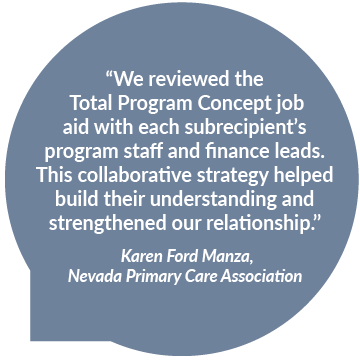 “We reviewed the
Total Program Concept job
aid with each subrecipient’s
program staff and finance leads.
This collaborative strategy helped
build their understanding and
strengthened our relationship.”
Karen Ford Manza,
Nevada Primary Care Association